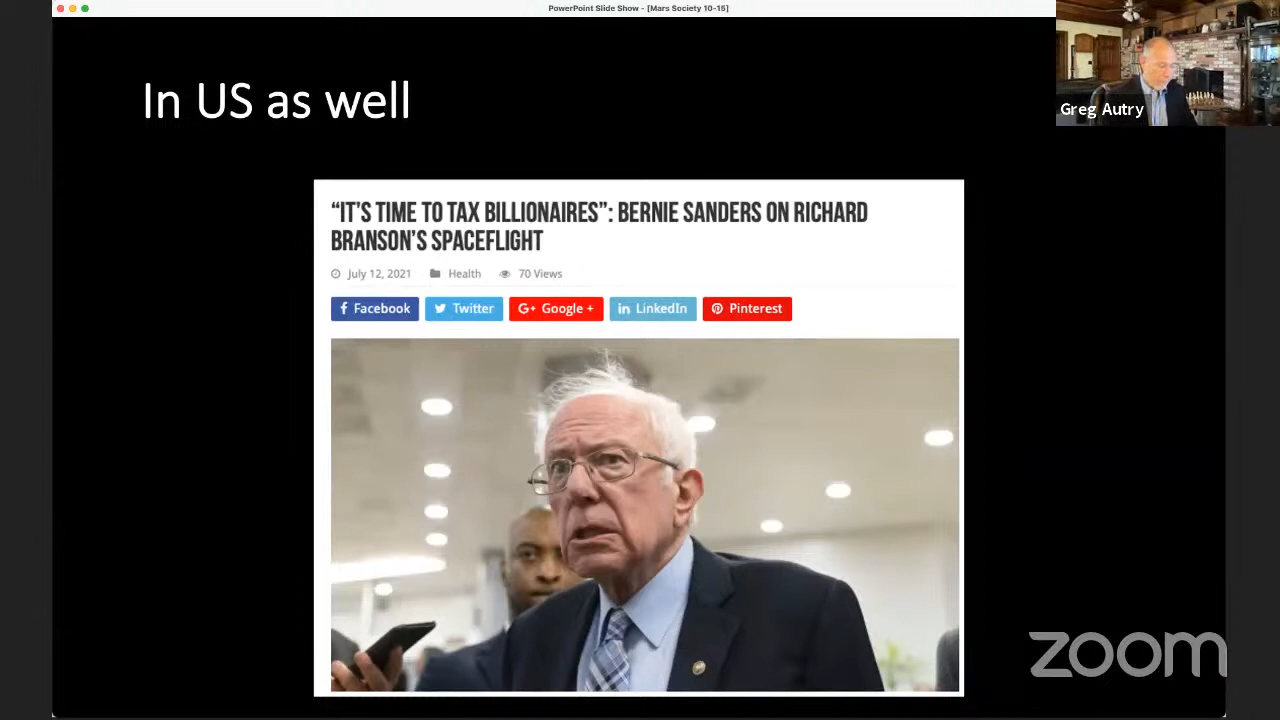 PowerPoint Slide Show - [Mars Society 10-15]
In US as well
Greg Autry
“IT’S TIME TO TAX BILLIONAIRES”: BERNIE SANDERS ON RICHARD
BRANSON’S SPACEFLIGHT
July 12, 2021 Health 70 Views
Facebook Twitter G+ Google + in LinkedIn Pinterest
zoom